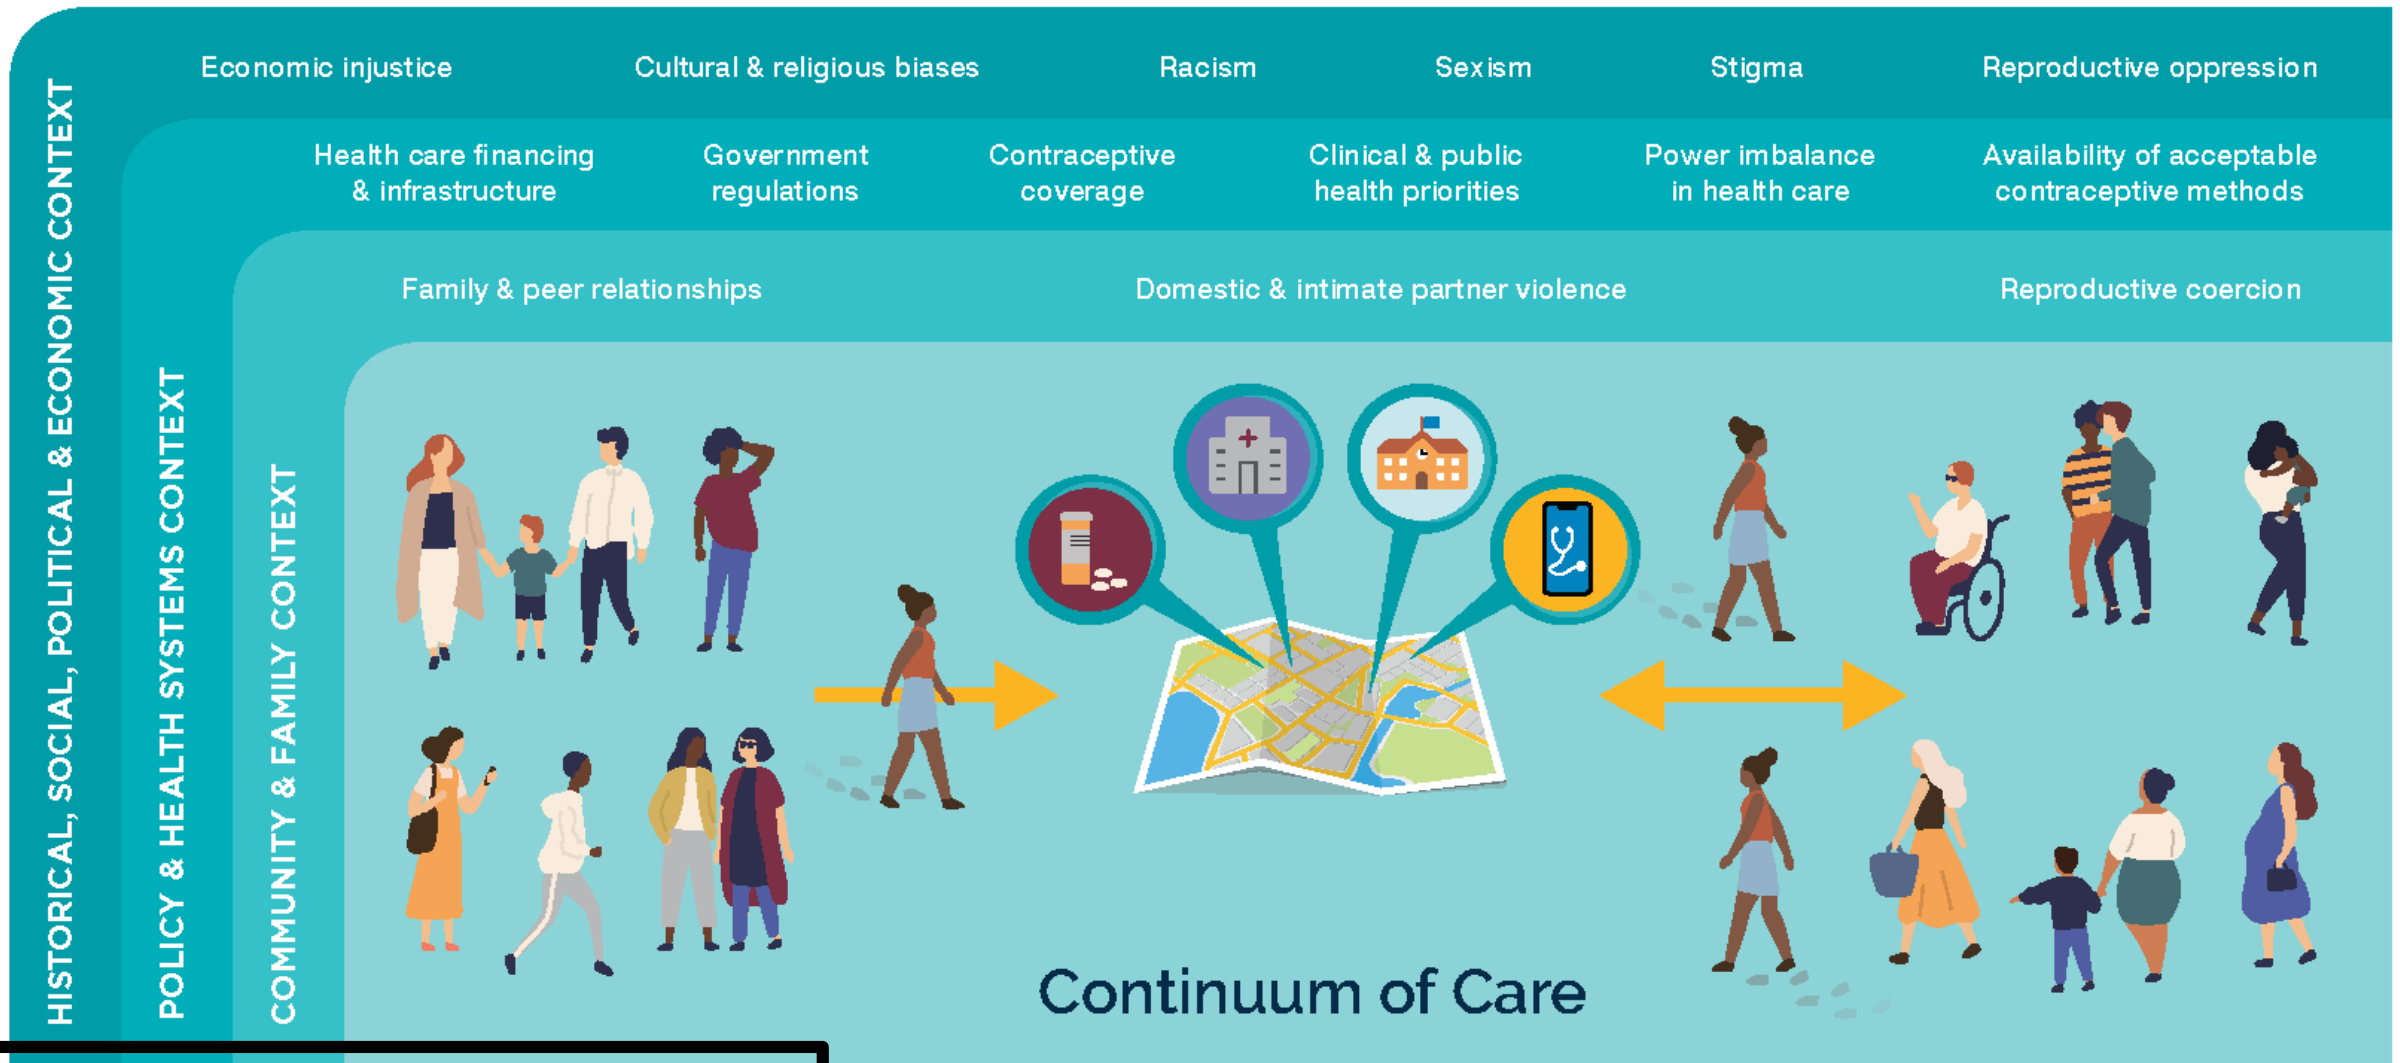 HISTORICAL, SOCIAL, POLITICAL & ECONOMIC CONTEXT
Economic injustice
Cultural & religious biases
Racism
Sexism
Stigma
Reproductive oppression
POLICY & HEALTH SYSTEMS CONTEXT
Health care financing
& infrastructure
Government
regulations
Contraceptive
coverage
Clinical & public
health priorities
Power imbalance
in health care
Availability of acceptable
contraceptive methods
COMMUNITY & FAMILY CONTEXT
Family & peer relationships
Domestic & intimate partner violence
Reproductive coercion
Continuum of Care